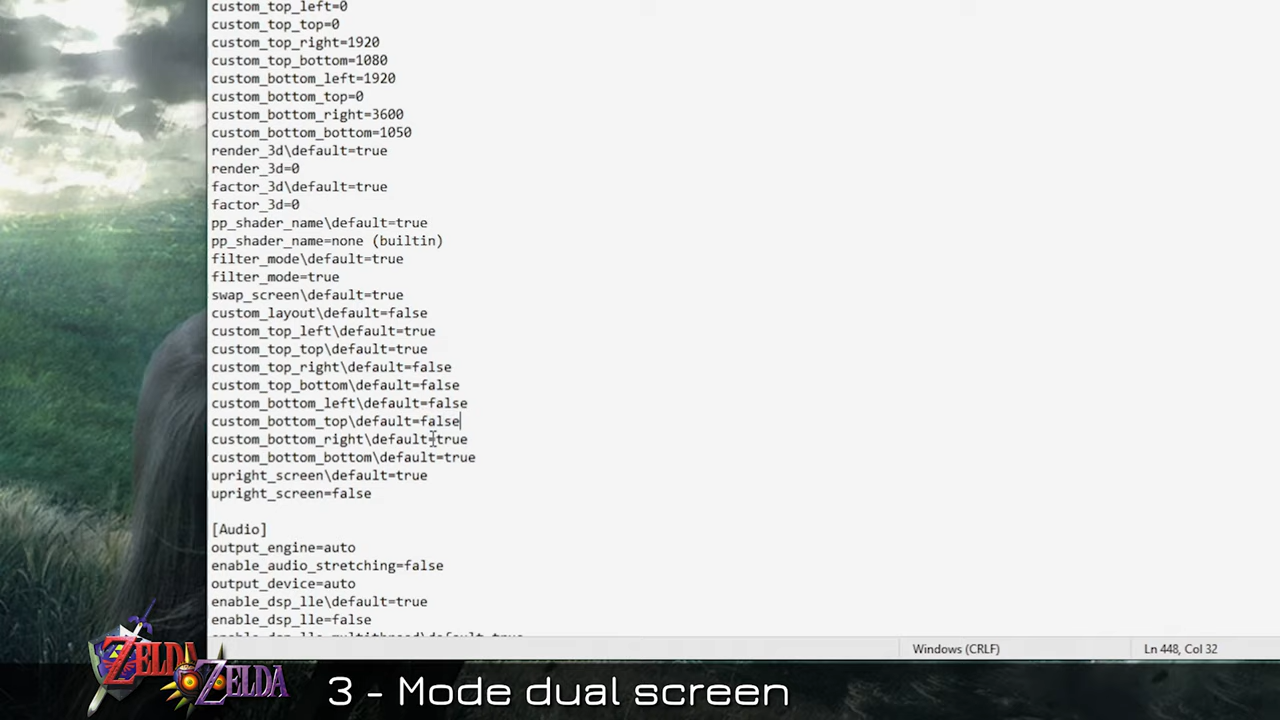 custom_top_left=0
custom_top_top=0
custom_top_right=1920
custom_top_bottom=1080
custom_bottom_left=1920
custom_bottom_top=0
custom_bottom_right=3600
custom_bottom_bottom=1050
render_3d\default=true
render_3d=0
factor_3d\default=true
factor_3d=0
pp_shader_name\default=true
pp_shader_name=none (builtin)
filter_mode\default=true
filter_mode=true
swap_screen\default=true
custom_layout\default=false
custom_top_left\default=true
custom_top_top\default=true
custom_top_right\default=false
custom_top_bottom\default=false
custom_bottom_left\default=false
custom_bottom_top\default=false
custom_bottom_right\default=true
custom_bottom_bottom\default=true
upright_screen\default=true
upright_screen=false
[Audio]
output_engine=auto
enable_audio_stretching=false
output_device=auto
enable_dsp_lle\default=true
enable_dsp_lle=false
enable_dsp_lle_multithread\default=true
Windows (CRLF)
Ln 448, Col 32
ZELDA
ZELDA
3 - Mode dual screen